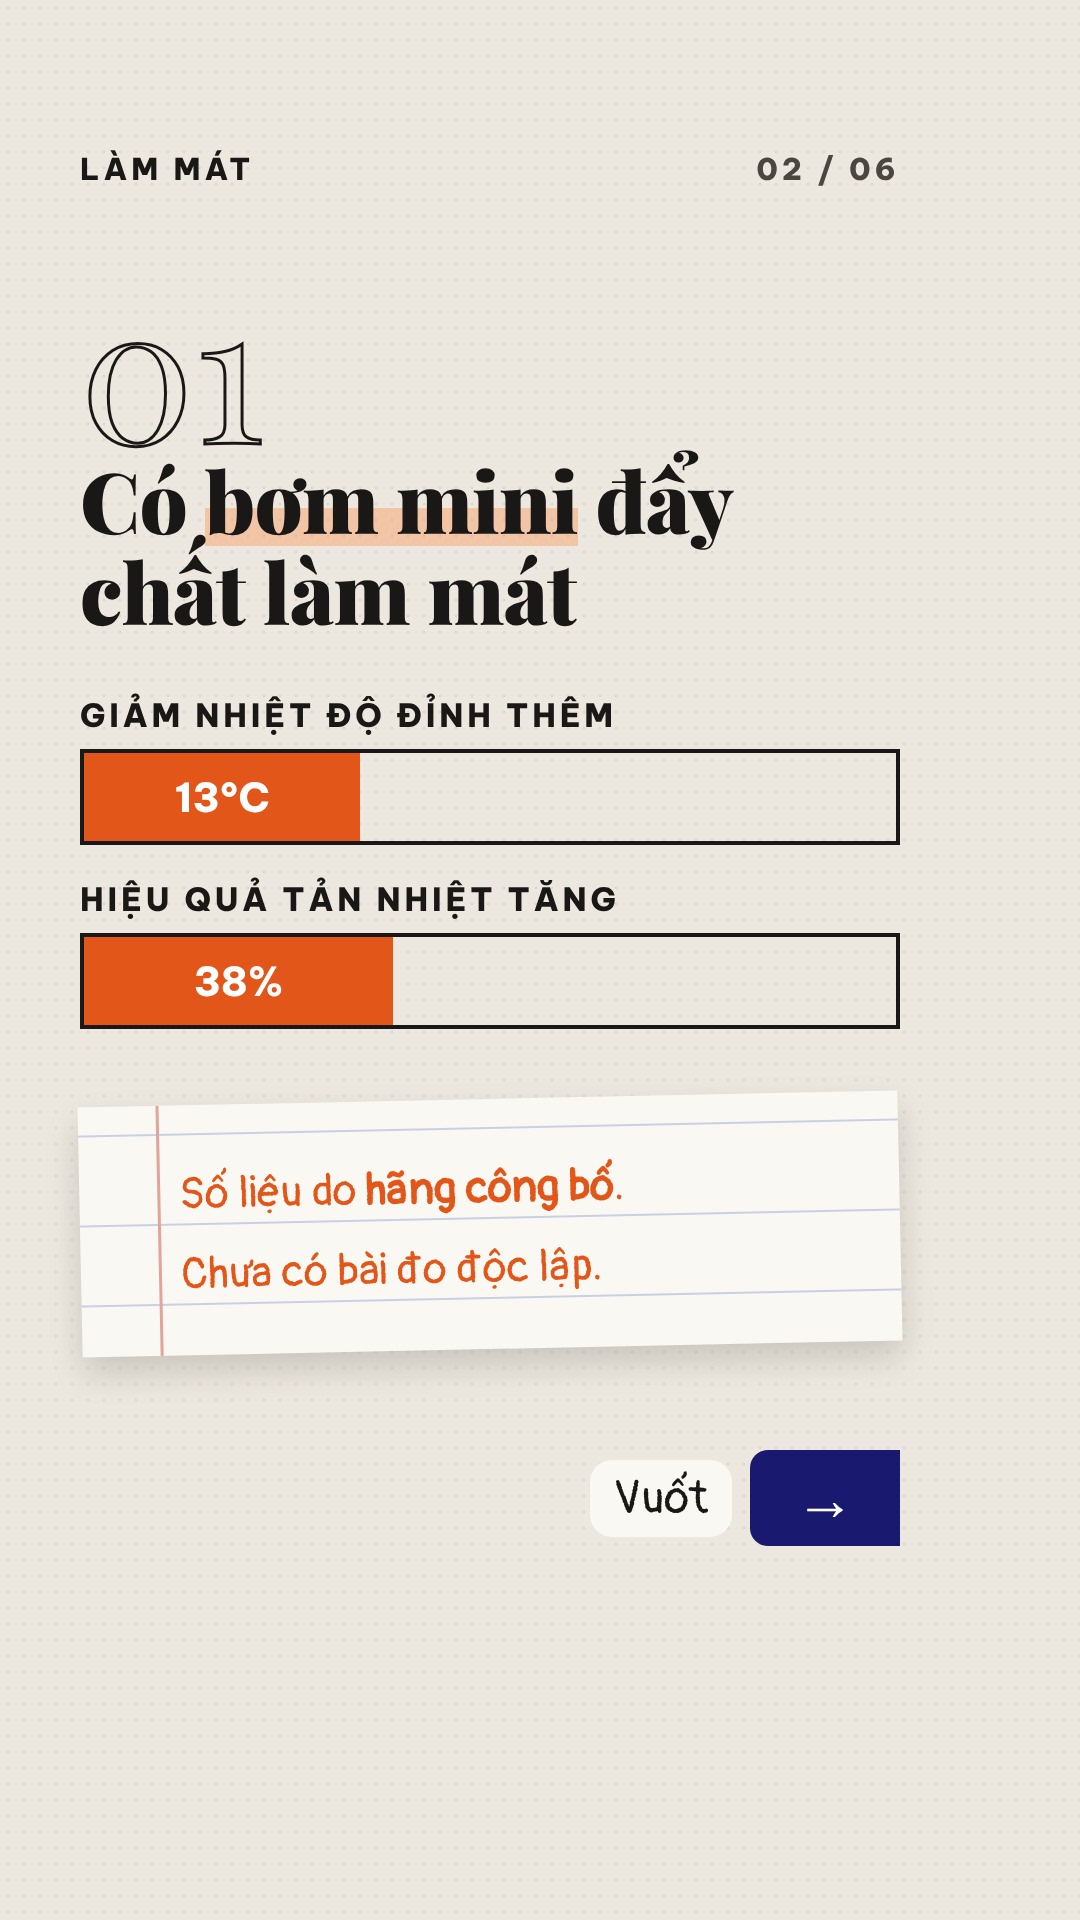 LÀM MÁT
02 / 06
01
Có bơm mini đẩy
chất làm mát
GIẢM NHIỆT ĐỘ ĐỈNH THÊM
13°C
HIỆU QUẢ TẢN NHIỆT TĂNG
38%
Số liệu do hãng công bố.
Chưa có bài đo độc lập.
Vuốt →